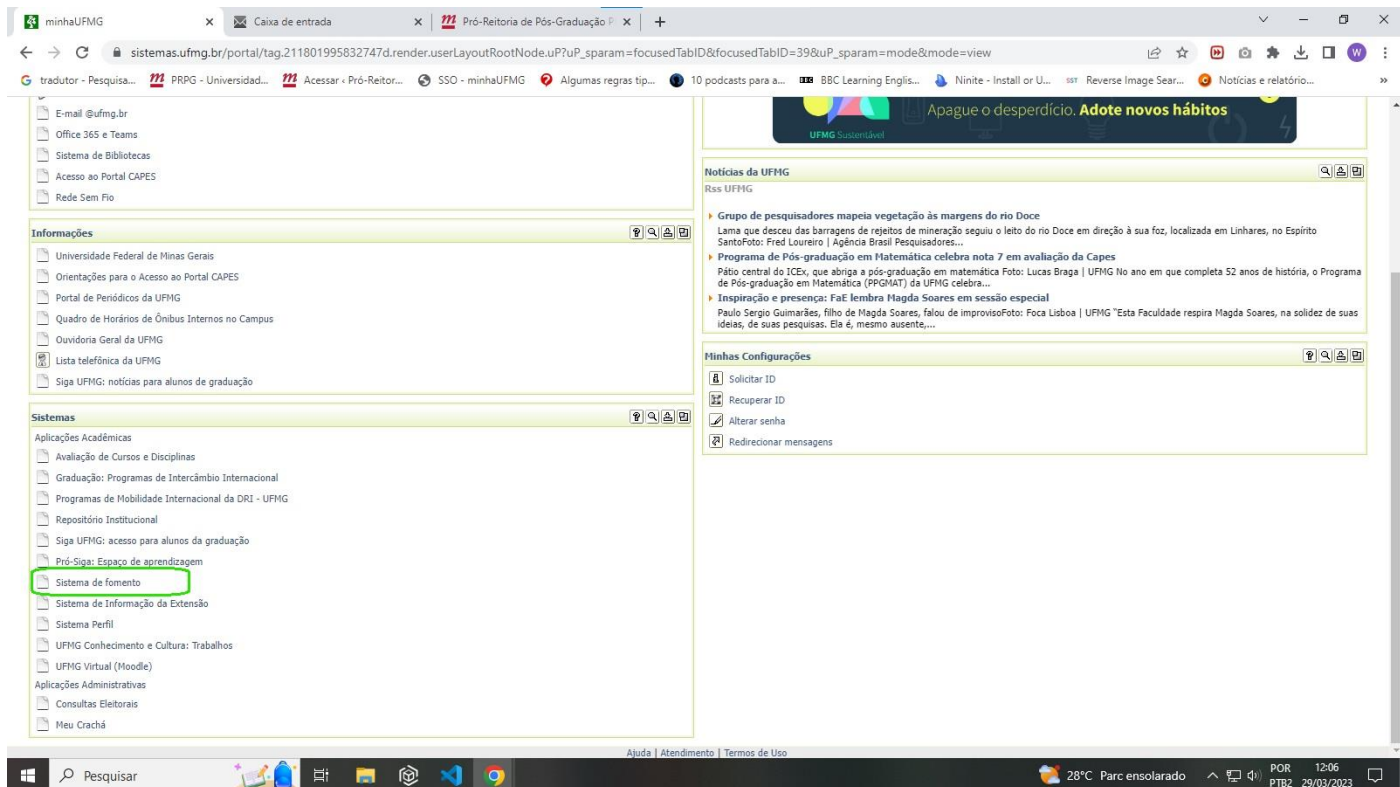 minhaUFMG
Caixa de entrada
Pró-Reitoria de Pós-Graduação P
sistemas.ufmg.br/portal/tag.211801995832747d.render.userLayoutRootNode.uP?uP_sparam=focusedTabID&focusedTabID=39&uP_sparam=mode&mode=view
W
tradutor - Pesquisa...
PRPG - Universidad...
Acessar ‹ Pró-Reitor...
SSO - minhaUFMG
Algumas regras tip...
10 podcasts para a...
BBC Learning Englis...
Ninite - Install or U...
Reverse Image Sear...
Notícias e relatório...
E-mail @ufmg.br
Office 365 e Teams
Sistema de Bibliotecas
Acesso ao Portal CAPES
Rede Sem Fio
Informações
Universidade Federal de Minas Gerais
Orientações para o Acesso ao Portal CAPES
Portal de Periódicos da UFMG
Quadro de Horários de Ônibus Internos no Campus
Ouvidoria Geral da UFMG
Lista telefônica da UFMG
Siga UFMG: notícias para alunos de graduação
Sistemas
Aplicações Acadêmicas
Avaliação de Cursos e Disciplinas
Graduação: Programas de Intercâmbio Internacional
Programas de Mobilidade Internacional da DRI - UFMG
Repositório Institucional
Siga UFMG: acesso para alunos da graduação
Pró-Siga: Espaço de aprendizagem
Sistema de fomento
Sistema de Informação da Extensão
Sistema Perfil
UFMG Conhecimento e Cultura: Trabalhos
UFMG Virtual (Moodle)
Aplicações Administrativas
Consultas Eleitorais
Meu Crachá
Apague o desperdício. Adote novos hábitos
UFMG Sustentável
Notícias da UFMG
Rss UFMG
Grupo de pesquisadores mapeia vegetação às margens do rio Doce
Lama que desceu das barragens de rejeitos de mineração seguiu o leito do rio Doce em direção à sua foz, localizada em Linhares, no Espírito
SantoFoto: Fred Loureiro | Agência Brasil Pesquisadores...
Programa de Pós-graduação em Matemática celebra nota 7 em avaliação da Capes
Pátio central do ICEx, que abriga a pós-graduação em matemática Foto: Lucas Braga | UFMG No ano em que completa 52 anos de história, o Programa
de Pós-graduação em Matemática (PPGMAT) da UFMG celebra...
Inspiração e presença: FaE lembra Magda Soares em sessão especial
Paulo Sergio Guimarães, filho de Magda Soares, falou de improvisoFoto: Foca Lisboa | UFMG "Esta Faculdade respira Magda Soares, na solidez de suas
ideias, de suas pesquisas. Ela é, mesmo ausente,...
Minhas Configurações
Solicitar ID
Recuperar ID
Alterar senha
Redirecionar mensagens
Ajuda | Atendimento | Termos de Uso
Pesquisar
28°C Parc ensolarado
POR
PTB2
12:06
29/03/2023